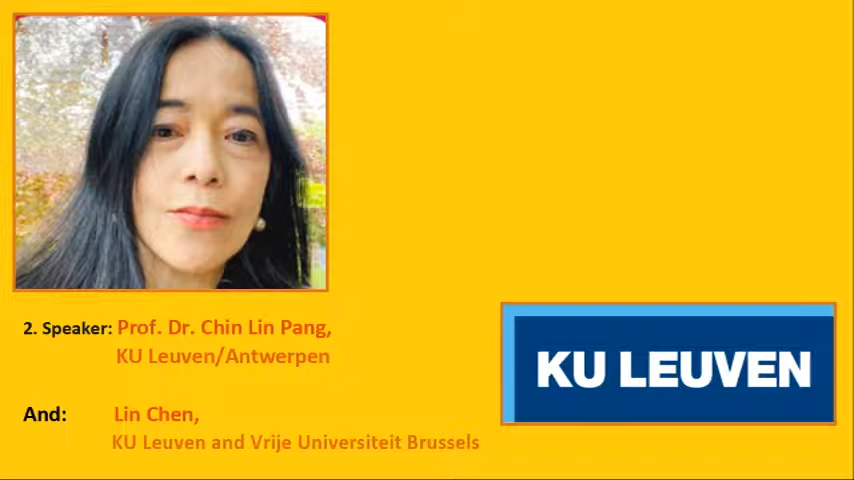 2. Speaker: Prof. Dr. Chin Lin Pang,
KU Leuven/Antwerpen
And: Lin Chen,
KU Leuven and Vrije Universiteit Brussels
KU LEUVEN